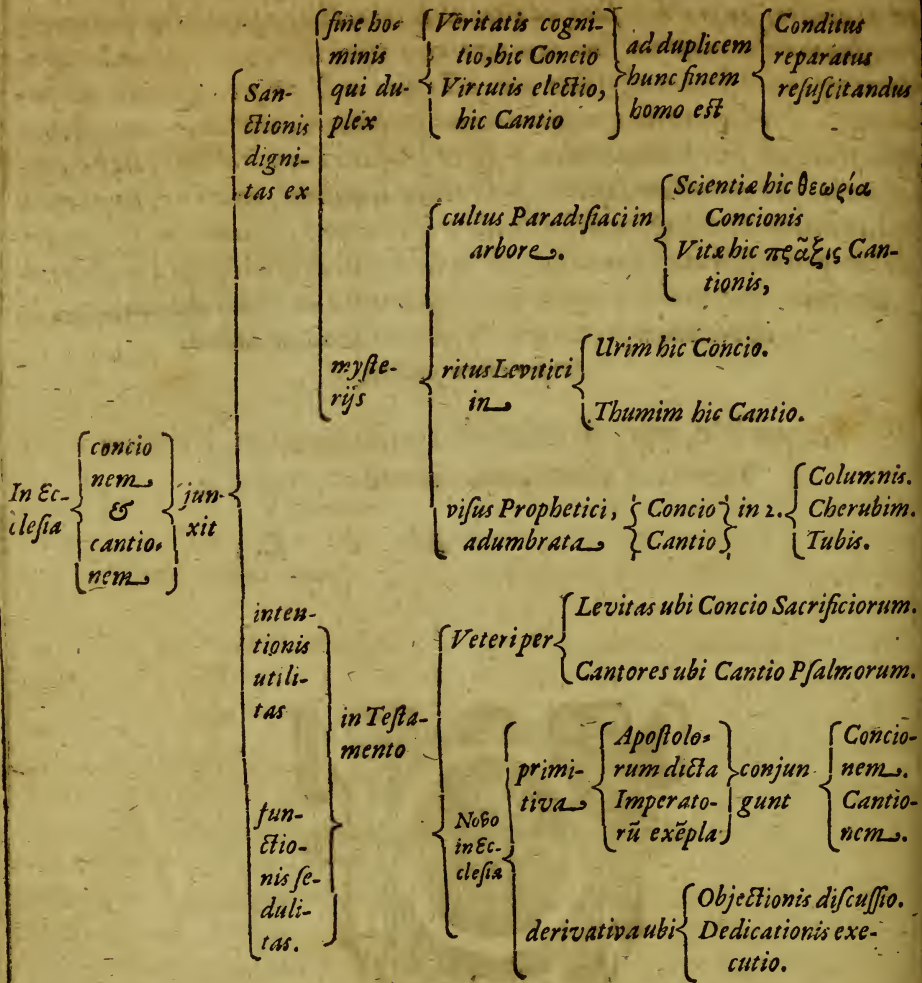 In Ec-
clesia
concio
nem
&
cantio-
nem
jun-
xit
San-
ctionis
digni-
tas ex
fine ho-
minis
qui du-
plex
Veritatis cogni-
tio, hic Concio
Virtutis electio,
hic Cantio
ad duplicem
hunc finem
homo est
Conditus
reparatus
resuscitandus
myste-
rijs
cultus Paradisiaci in
arbore.
Scientiæ hic θεωρία
Concionis
Vitæ hic πρᾶξις Can-
tionis,
ritus Levitici
in
Urim hic Concio.
Thumim hic Cantio.
visus Prophetici,
adumbrata
Concio
Cantio
in 2.
Columnis.
Cherubim.
Tubis.
inten-
tionis
utili-
tas
fun-
ctio-
nis se-
duli-
tas.
in Testa-
mento
Veteri per
Levitas ubi Concio Sacrificiorum.
Cantores ubi Cantio Psalmorum.
Novo
in Ec-
clesia
primi-
tiva
Apostolo-
rum dicta
Imperato-
rũ exẽpla
conjun
gunt
Concio-
nem.
Cantio-
nem.
derivativa ubi
Objectionis discussio.
Dedicationis exe-
cutio.